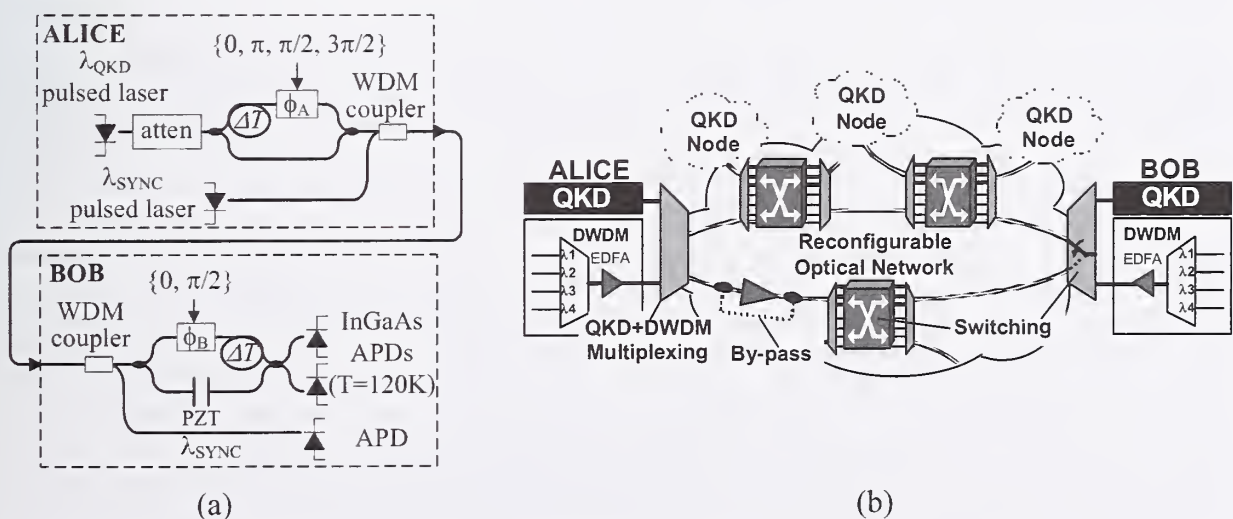 ALICE
λQKD
pulsed laser
{0, π, π/2, 3π/2}
WDM
coupler
atten
ΔT
ϕA
λSYNC
pulsed laser
BOB
{0, π/2}
WDM
coupler
ϕB
ΔT
InGaAs
APDs
(T=120K)
PZT
λSYNC
APD
(a)
QKD
Node
QKD
Node
QKD
Node
ALICE
QKD
DWDM
EDFA
λ1
λ2
λ3
λ4
Reconfigurable
Optical Network
QKD+DWDM
Multiplexing
By-pass
Switching
BOB
QKD
DWDM
EDFA
λ1
λ2
λ3
λ4
(b)